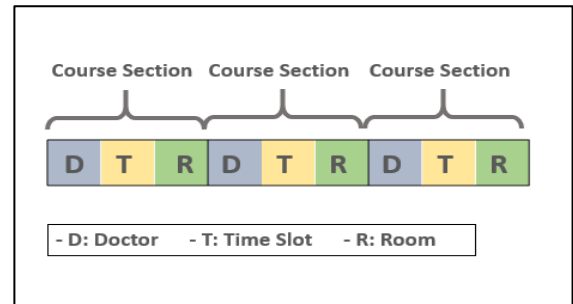 Course Section Course Section Course Section
D T R D T R D T R
- D: Doctor - T: Time Slot - R: Room